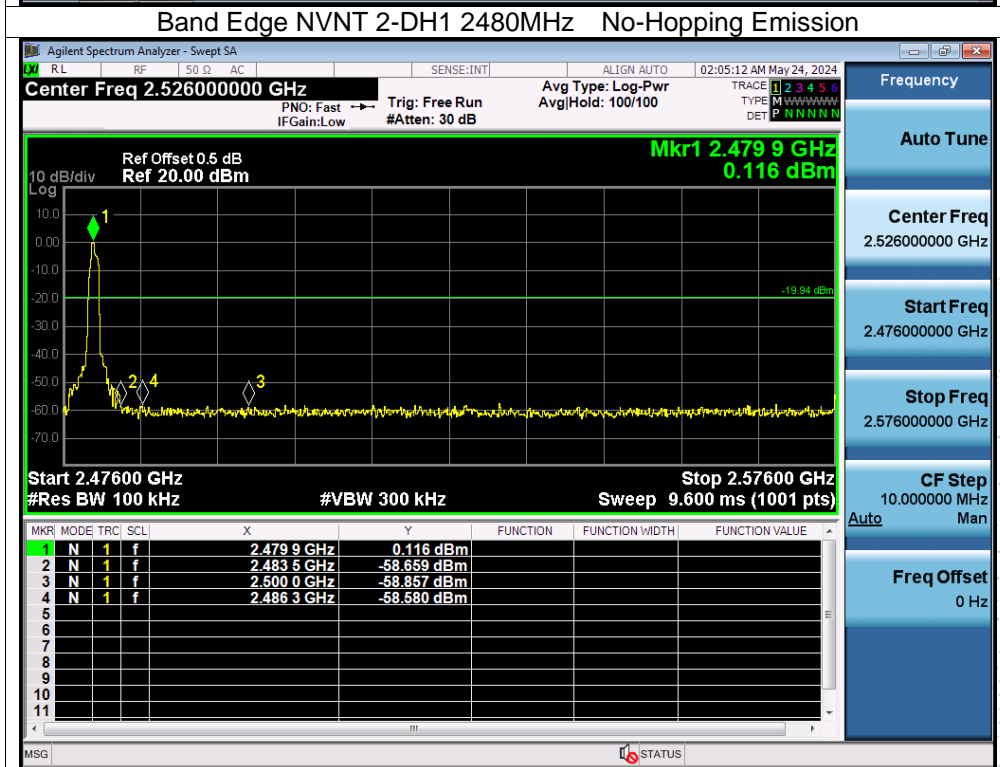 Band Edge NVNT 2-DH1 2480MHz No-Hopping Emission
Agilent Spectrum Analyzer - Swept SA
LXI RL RF 50 Ω AC SENSE:INT ALIGN AUTO 02:05:12 AM May 24, 2024
Center Freq 2.526000000 GHz
PNO: Fast
IFGain:Low
Trig: Free Run
#Atten: 30 dB
Avg Type: Log-Pwr
Avg|Hold: 100/100
TRACE 1 2 3 4 5 6
TYPE M W W W W W
DET P N N N N N
Mkr1 2.479 9 GHz
0.116 dBm
Ref Offset 0.5 dB
10 dB/div Ref 20.00 dBm
Log
10.0
0.00
-10.0
-20.0
-30.0
-40.0
-50.0
-60.0
-70.0
1
-19.94 dBm
2 4 3
Start 2.47600 GHz Stop 2.57600 GHz
#Res BW 100 kHz #VBW 300 kHz Sweep 9.600 ms (1001 pts)
MKR MODE TRC SCL X Y FUNCTION FUNCTION WIDTH FUNCTION VALUE
1 N 1 f 2.479 9 GHz 0.116 dBm
2 N 1 f 2.483 5 GHz -58.659 dBm
3 N 1 f 2.500 0 GHz -58.857 dBm
4 N 1 f 2.486 3 GHz -58.580 dBm
5
6
7
8
9
10
11
MSG STATUS
Frequency
Auto Tune
Center Freq
2.526000000 GHz
Start Freq
2.476000000 GHz
Stop Freq
2.576000000 GHz
CF Step
10.000000 MHz
Auto Man
Freq Offset
0 Hz